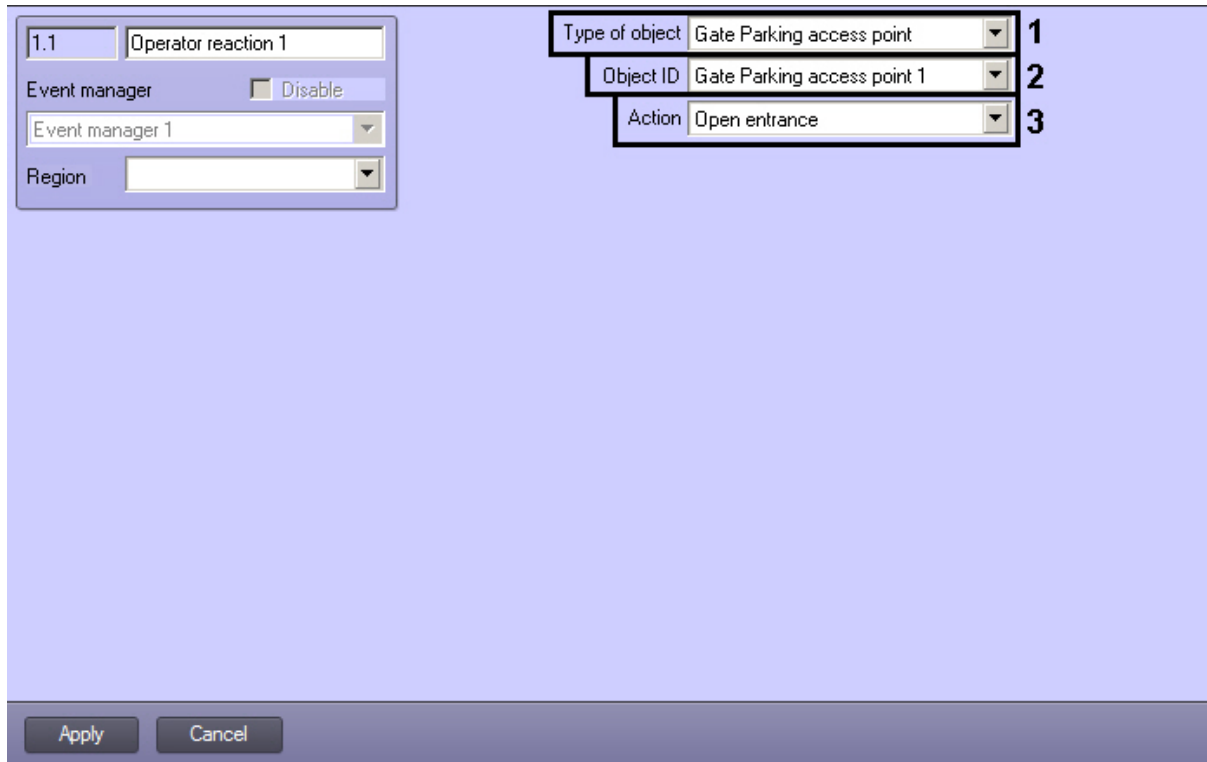 1.1 Operator reaction 1
Event manager Disable
Event manager 1
Region
Type of object Gate Parking access point 1
Object ID Gate Parking access point 1 2
Action Open entrance 3
Apply Cancel